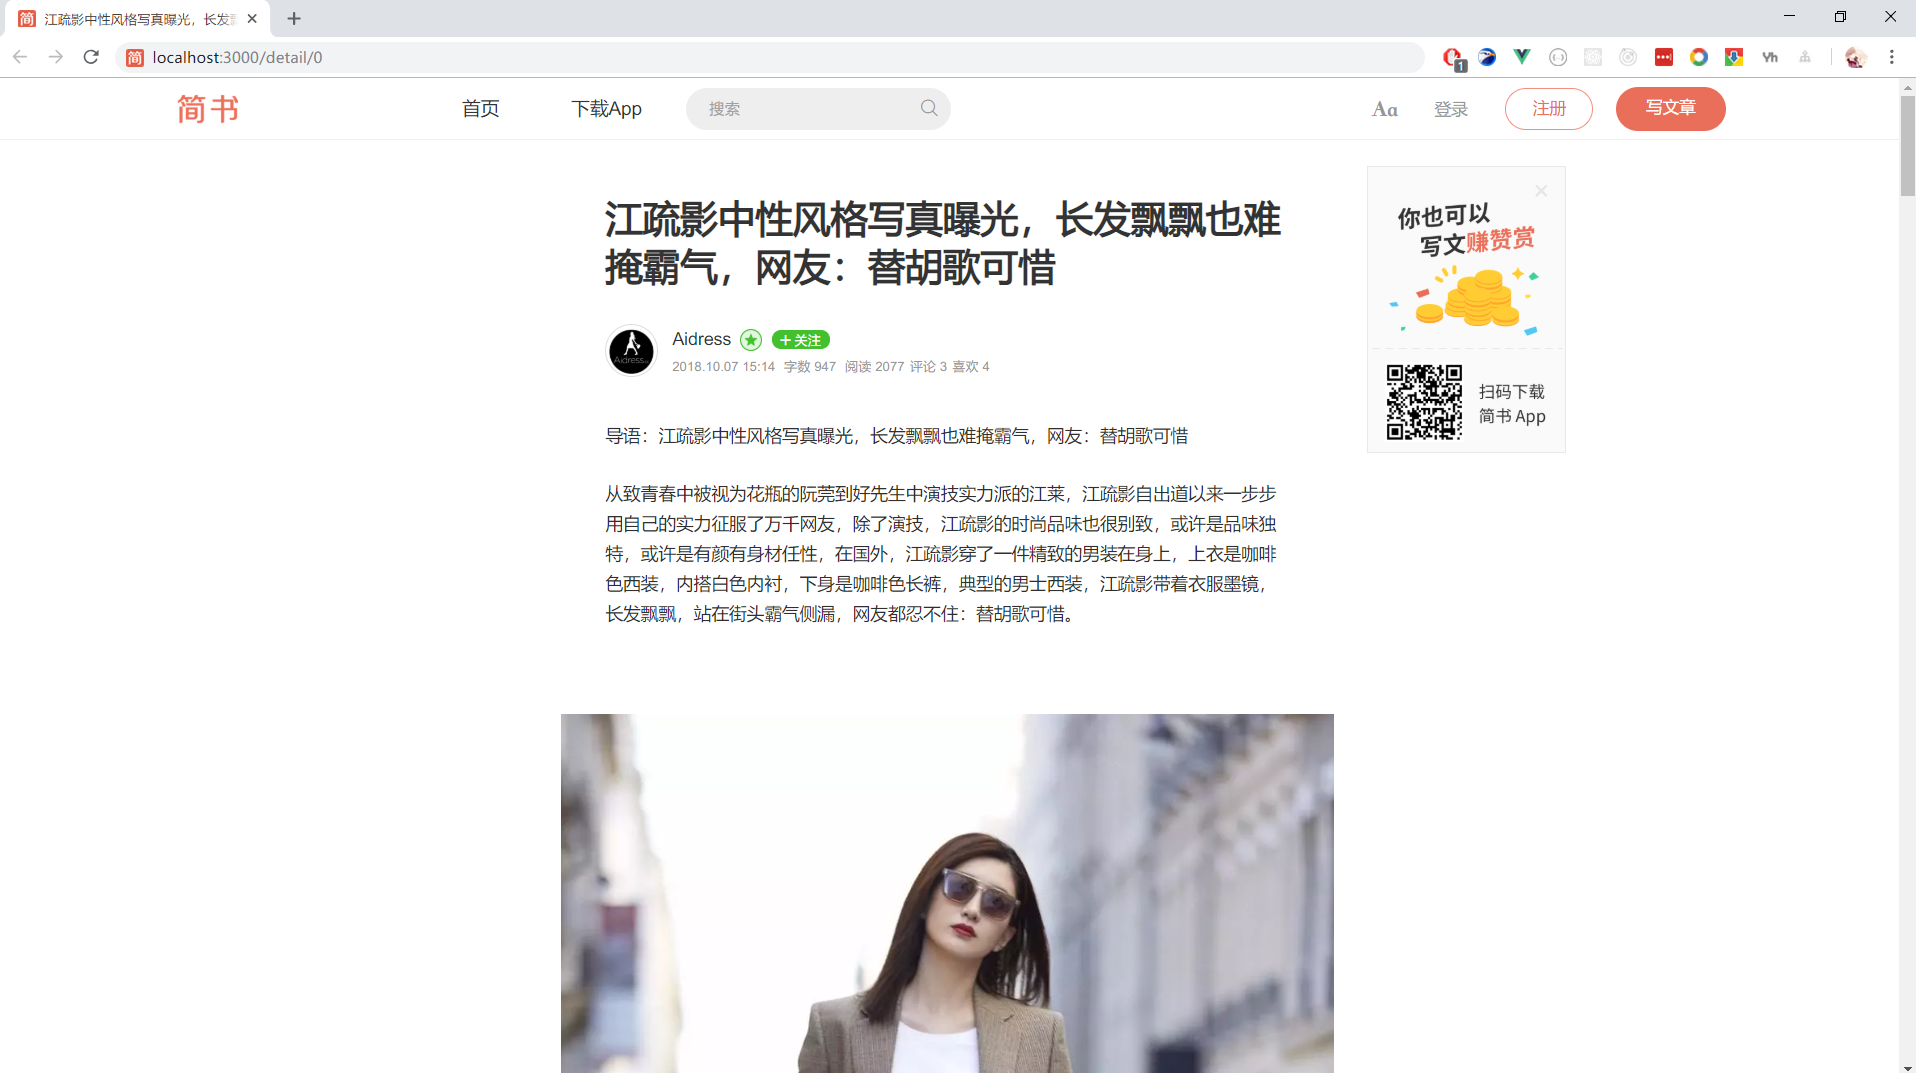 简 江疏影中性风格写真曝光，长发
简 localhost:3000/detail/0
1
Yh
简书
首页
下载App
搜索
Aa
登录
注册
写文章
江疏影中性风格写真曝光，长发飘飘也难
掩霸气，网友：替胡歌可惜
Aidress
Aidress
+ 关注
2018.10.07 15:14 字数 947 阅读 2077 评论 3 喜欢 4
导语：江疏影中性风格写真曝光，长发飘飘也难掩霸气，网友：替胡歌可惜
从致青春中被视为花瓶的阮莞到好先生中演技实力派的江莱，江疏影自出道以来一步步
用自己的实力征服了万千网友，除了演技，江疏影的时尚品味也很别致，或许是品味独
特，或许是有颜有身材任性，在国外，江疏影穿了一件精致的男装在身上，上衣是咖啡
色西装，内搭白色内衬，下身是咖啡色长裤，典型的男士西装，江疏影带着衣服墨镜，
长发飘飘，站在街头霸气侧漏，网友都忍不住：替胡歌可惜。
你也可以
写文赚赞赏
扫码下载
简书 App